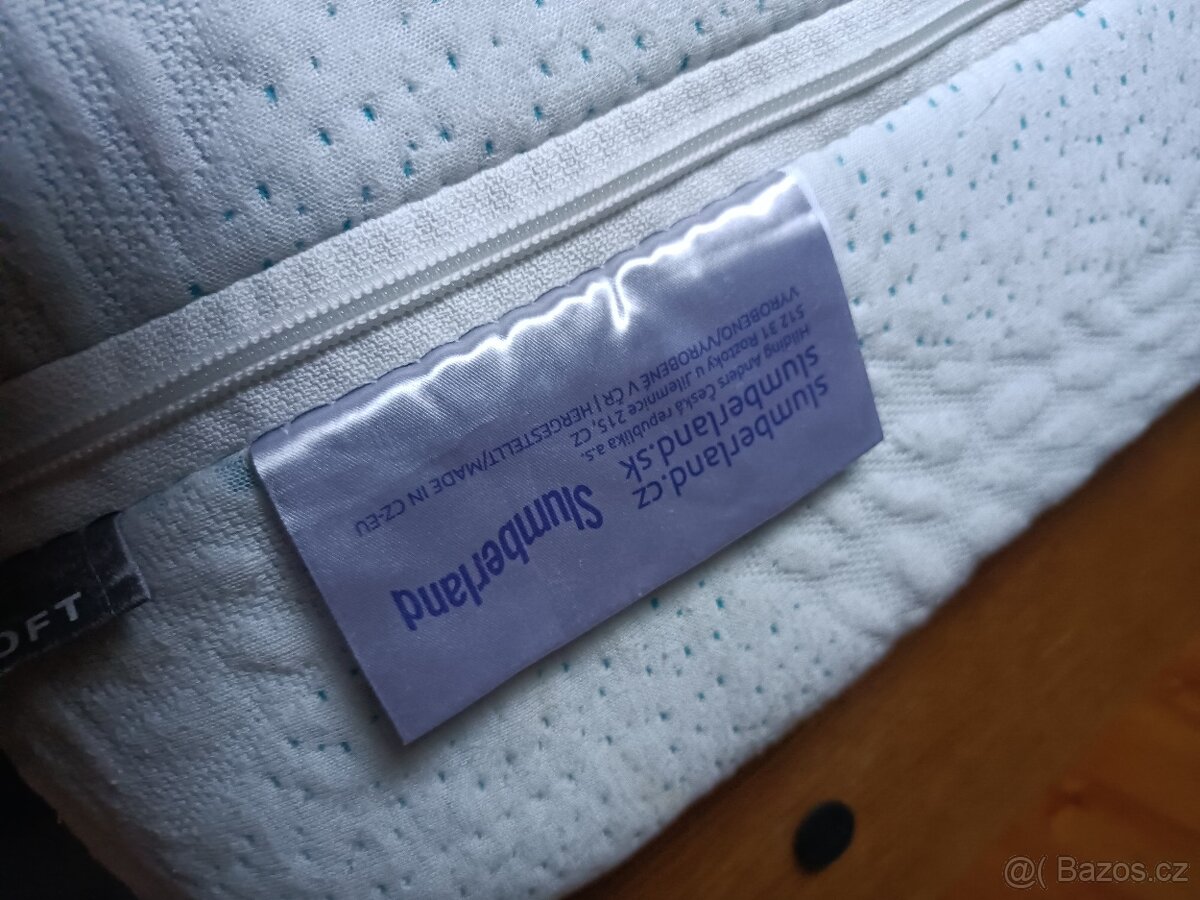 slumberland.cz
slumberland.sk
Slumberland
Hilding Anders Česká republika a.s.
512 31 Roztoky u Jilemnice 215, CZ
VYROBENO/VYROBENÉ V ČR | HERGESTELLT/MADE IN CZ-EU
OFT
@( Bazos.cz